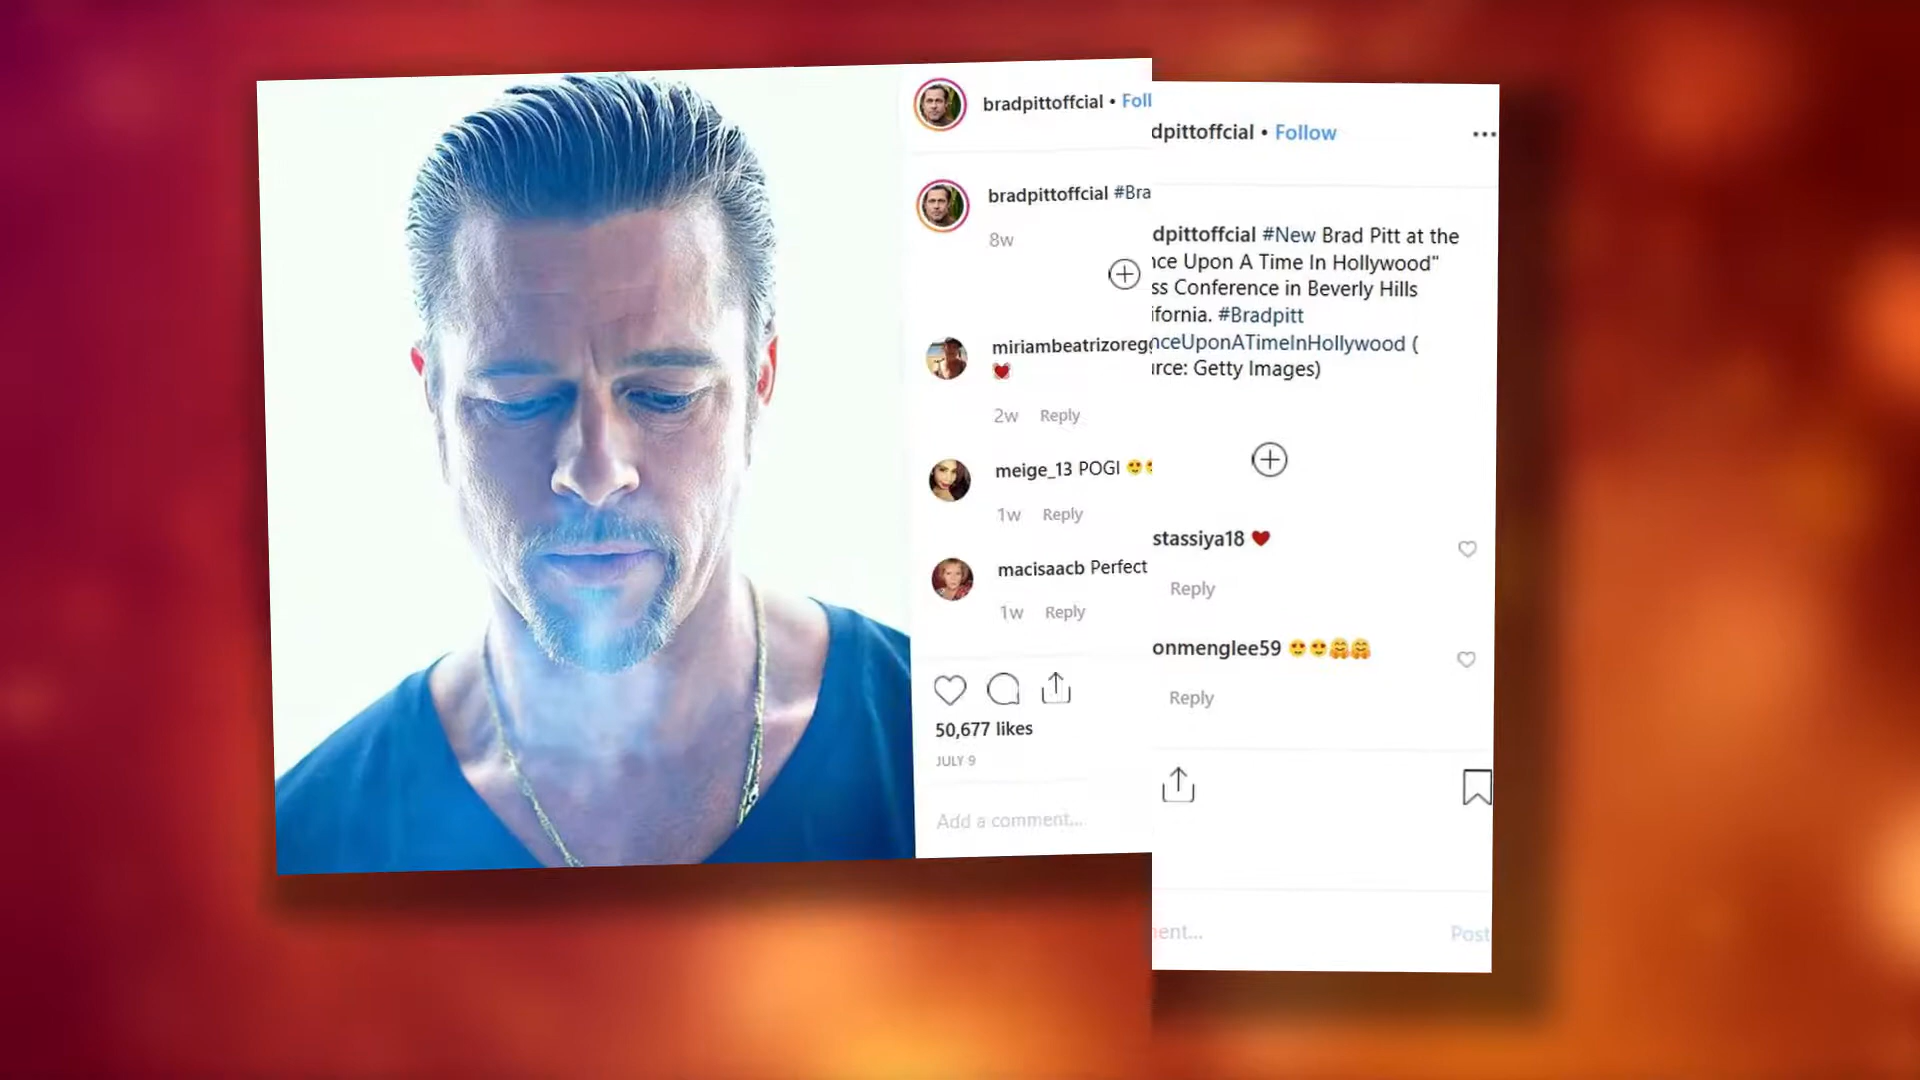 bradpittoffcial • Foll
bradpittoffcial #Bra
8w
miriambeatrizoreg
2w Reply
meige_13 POGI 😍
1w Reply
macisaacb Perfect
1w Reply
50,677 likes
JULY 9
Add a comment...
dpittoffcial • Follow
dpittoffcial #New Brad Pitt at the
nce Upon A Time In Hollywood"
ss Conference in Beverly Hills
ifornia. #Bradpitt
nceUponATimeInHollywood (
urce: Getty Images)
stassiya18 ❤
Reply
onmenglee59 😍😍🤗🤗
Reply
ent...
Post